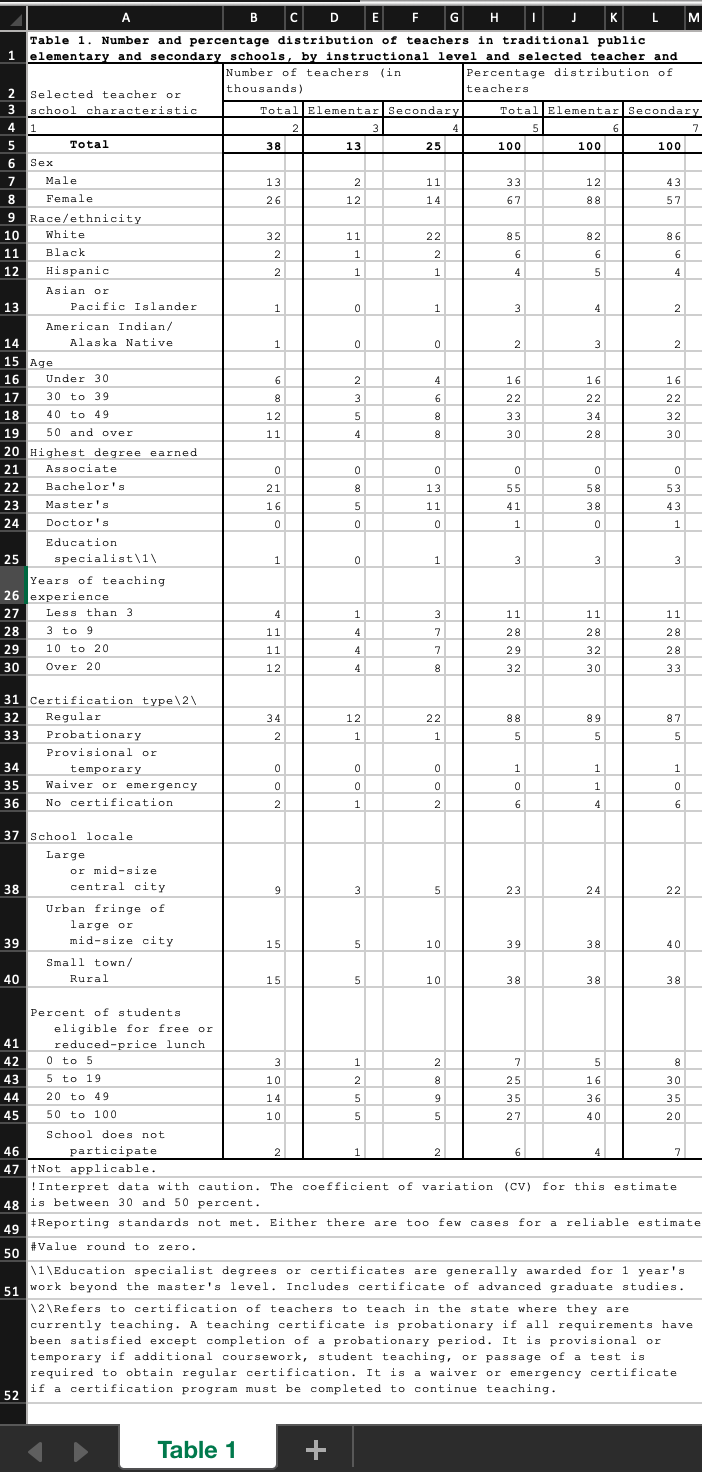 A B C D E F G H I J K L M
1 Table 1. Number and percentage distribution of teachers in traditional public
elementary and secondary schools, by instructional level and selected teacher and
Number of teachers (in Percentage distribution of
thousands) teachers
2 Selected teacher or
3 school characteristic Total Elementar Secondary Total Elementar Secondary
4 1 2 3 4 5 6 7
5 Total 38 13 25 100 100 100
6 Sex
7 Male 13 2 11 33 12 43
8 Female 26 12 14 67 88 57
9 Race/ethnicity
10 White 32 11 22 85 82 86
11 Black 2 1 2 6 6 6
12 Hispanic 2 1 1 4 5 4
Asian or
13 Pacific Islander 1 0 1 3 4 2
American Indian/
14 Alaska Native 1 0 0 2 3 2
15 Age
16 Under 30 6 2 4 16 16 16
17 30 to 39 8 3 6 22 22 22
18 40 to 49 12 5 8 33 34 32
19 50 and over 11 4 8 30 28 30
20 Highest degree earned
21 Associate 0 0 0 0 0 0
22 Bachelor's 21 8 13 55 58 53
23 Master's 16 5 11 41 38 43
24 Doctor's 0 0 0 1 0 1
Education
25 specialist\1\ 1 0 1 3 3 3
Years of teaching
26 experience
27 Less than 3 4 1 3 11 11 11
28 3 to 9 11 4 7 28 28 28
29 10 to 20 11 4 7 29 32 28
30 Over 20 12 4 8 32 30 33
31 Certification type\2\
32 Regular 34 12 22 88 89 87
33 Probationary 2 1 1 5 5 5
Provisional or
34 temporary 0 0 0 1 1 1
35 Waiver or emergency 0 0 0 0 1 0
36 No certification 2 1 2 6 4 6
37 School locale
Large
or mid-size
38 central city 9 3 5 23 24 22
Urban fringe of
large or
39 mid-size city 15 5 10 39 38 40
Small town/
40 Rural 15 5 10 38 38 38
Percent of students
eligible for free or
41 reduced-price lunch
42 0 to 5 3 1 2 7 5 8
43 5 to 19 10 2 8 25 16 30
44 20 to 49 14 5 9 35 36 35
45 50 to 100 10 5 5 27 40 20
School does not
46 participate 2 1 2 6 4 7
47 †Not applicable.
!Interpret data with caution. The coefficient of variation (CV) for this estimate
48 is between 30 and 50 percent.
49 ‡Reporting standards not met. Either there are too few cases for a reliable estimate
50 #Value round to zero.
\1\Education specialist degrees or certificates are generally awarded for 1 year's
51 work beyond the master's level. Includes certificate of advanced graduate studies.
\2\Refers to certification of teachers to teach in the state where they are
currently teaching. A teaching certificate is probationary if all requirements have
been satisfied except completion of a probationary period. It is provisional or
temporary if additional coursework, student teaching, or passage of a test is
required to obtain regular certification. It is a waiver or emergency certificate
52 if a certification program must be completed to continue teaching.
Table 1 +